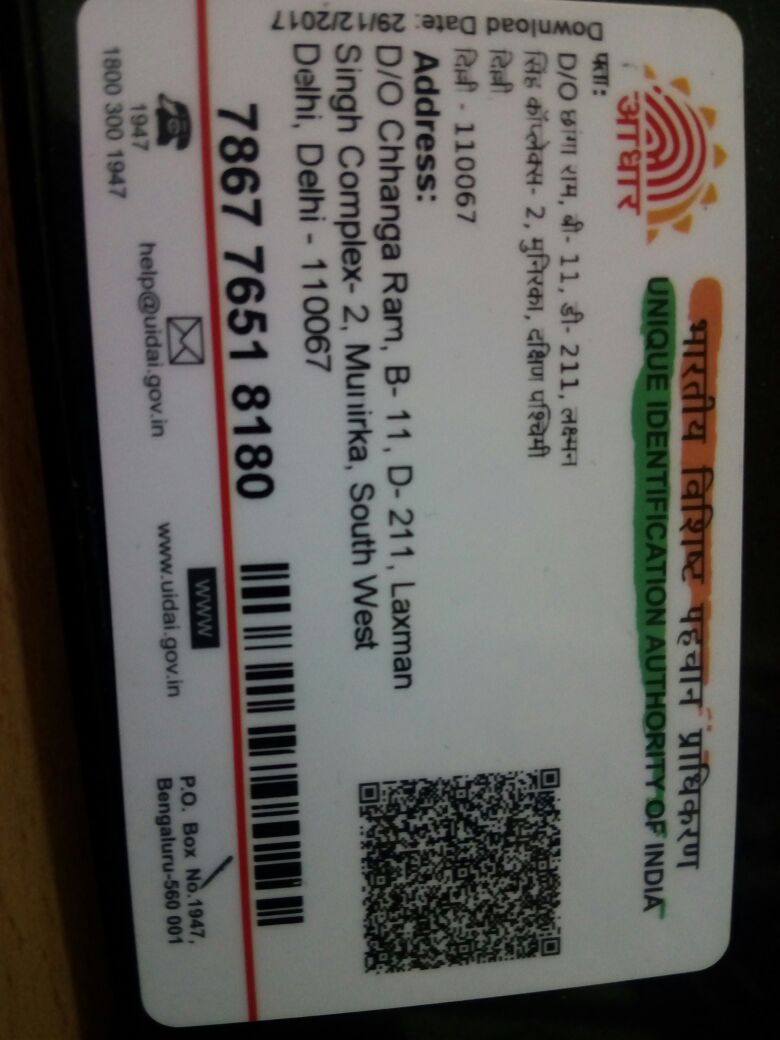 भारतीय विशिष्ट पहचान प्राधिकरण
UNIQUE IDENTIFICATION AUTHORITY OF INDIA
आधार
Download Date: 29/12/2017
पता:
D/O छांगा राम, बी- 11, डी- 211, लक्ष्मन
सिंह कॉप्लेक्स- 2, मुनिरका, दक्षिण पश्चिमी
दिल्ली
दिल्ली - 110067
Address:
D/O Chhanga Ram, B- 11, D- 211, Laxman
Singh Complex- 2, Munirka, South West
Delhi, Delhi - 110067
7867 7651 8180
1947
1800 300 1947
help@uidai.gov.in
www
www.uidai.gov.in
P.O. Box No.1947,
Bengaluru-560 001